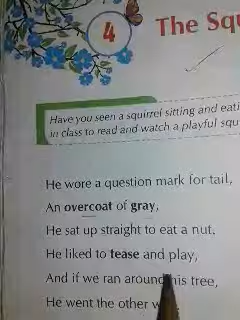 4
The Squ
Have you seen a squirrel sitting and eati
in class to read and watch a playful squ
He wore a question mark for tail,
An overcoat of gray,
He sat up straight to eat a nut.
He liked to tease and play,
And if we ran around his tree,
He went the other w